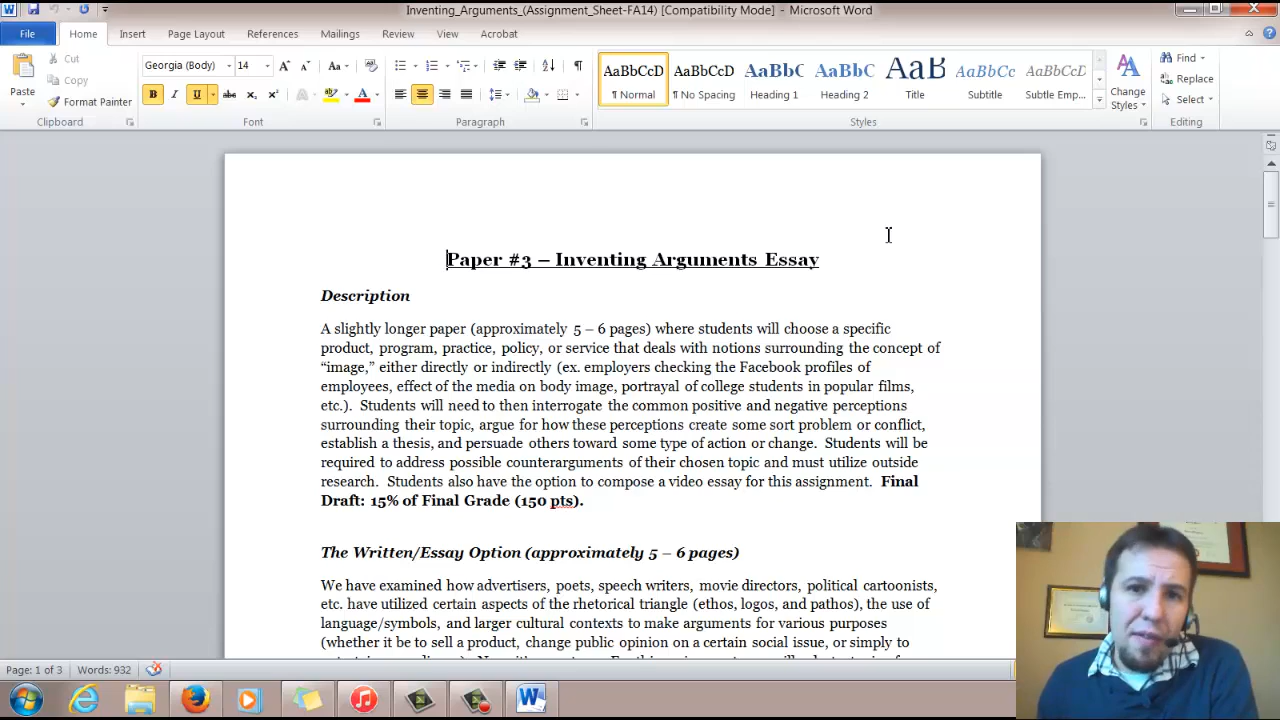 Inventing_Arguments_(Assignment_Sheet-FA14) [Compatibility Mode] - Microsoft Word
File Home Insert Page Layout References Mailings Review View Acrobat
Paste
Cut
Copy
Format Painter
Clipboard
Georgia (Body) 14
Font
Paragraph
AaBbCcD AaBbCcD AaBbC AaBbC AaB AaBbCcD AaBbCcD
¶ Normal ¶ No Spacing Heading 1 Heading 2 Title Subtitle Subtle Emp...
Styles
Change
Styles
Find
Replace
Select
Editing
Paper #3 – Inventing Arguments Essay
Description
A slightly longer paper (approximately 5 – 6 pages) where students will choose a specific
product, program, practice, policy, or service that deals with notions surrounding the concept of
“image,” either directly or indirectly (ex. employers checking the Facebook profiles of
employees, effect of the media on body image, portrayal of college students in popular films,
etc.). Students will need to then interrogate the common positive and negative perceptions
surrounding their topic, argue for how these perceptions create some sort problem or conflict,
establish a thesis, and persuade others toward some type of action or change. Students will be
required to address possible counterarguments of their chosen topic and must utilize outside
research. Students also have the option to compose a video essay for this assignment. Final
Draft: 15% of Final Grade (150 pts).
The Written/Essay Option (approximately 5 – 6 pages)
We have examined how advertisers, poets, speech writers, movie directors, political cartoonists,
etc. have utilized certain aspects of the rhetorical triangle (ethos, logos, and pathos), the use of
language/symbols, and larger cultural contexts to make arguments for various purposes
(whether it be to sell a product, change public opinion on a certain social issue, or simply to
Page: 1 of 3 Words: 932